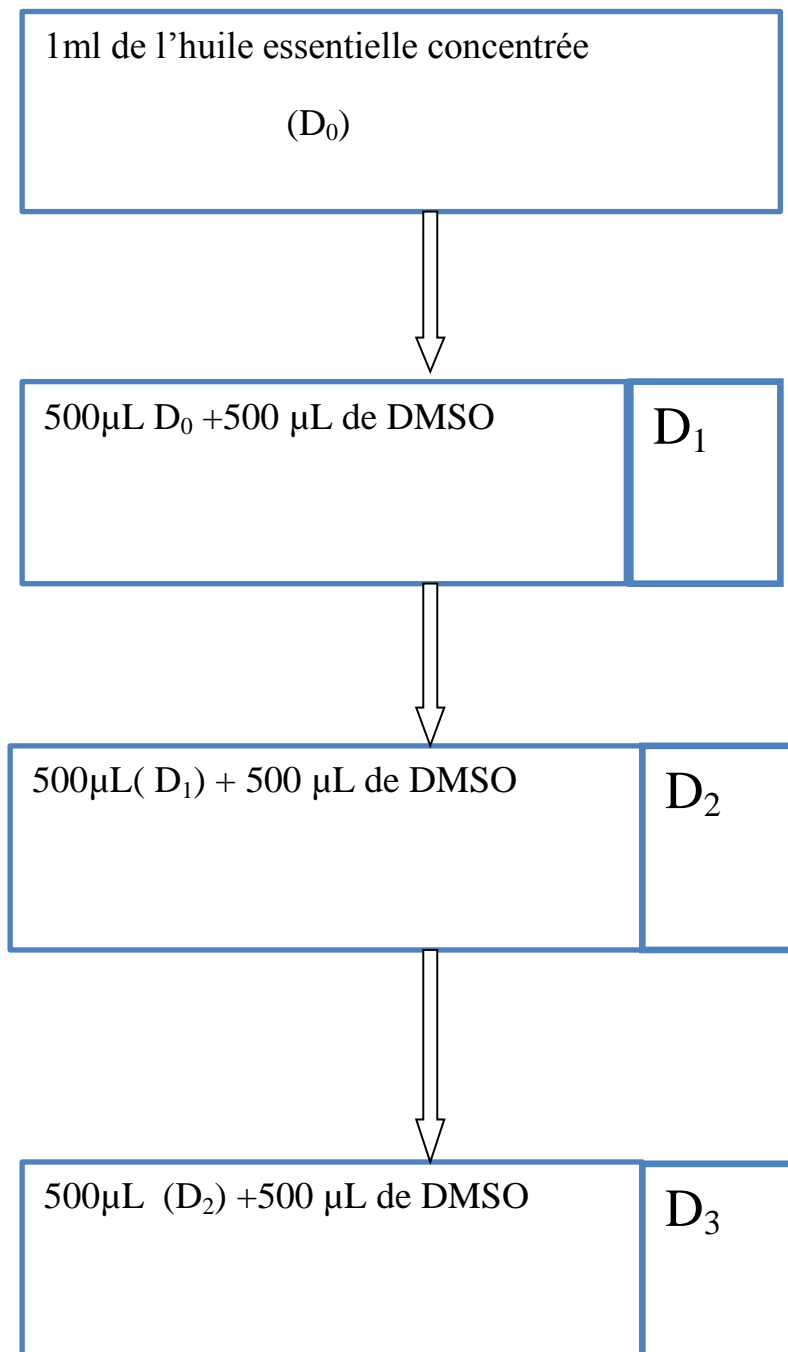 1ml de l’huile essentielle concentrée
(D₀)
500µL D₀ +500 µL de DMSO
D₁
500µL( D₁) + 500 µL de DMSO
D₂
500µL  (D₂) +500 µL de DMSO
D₃